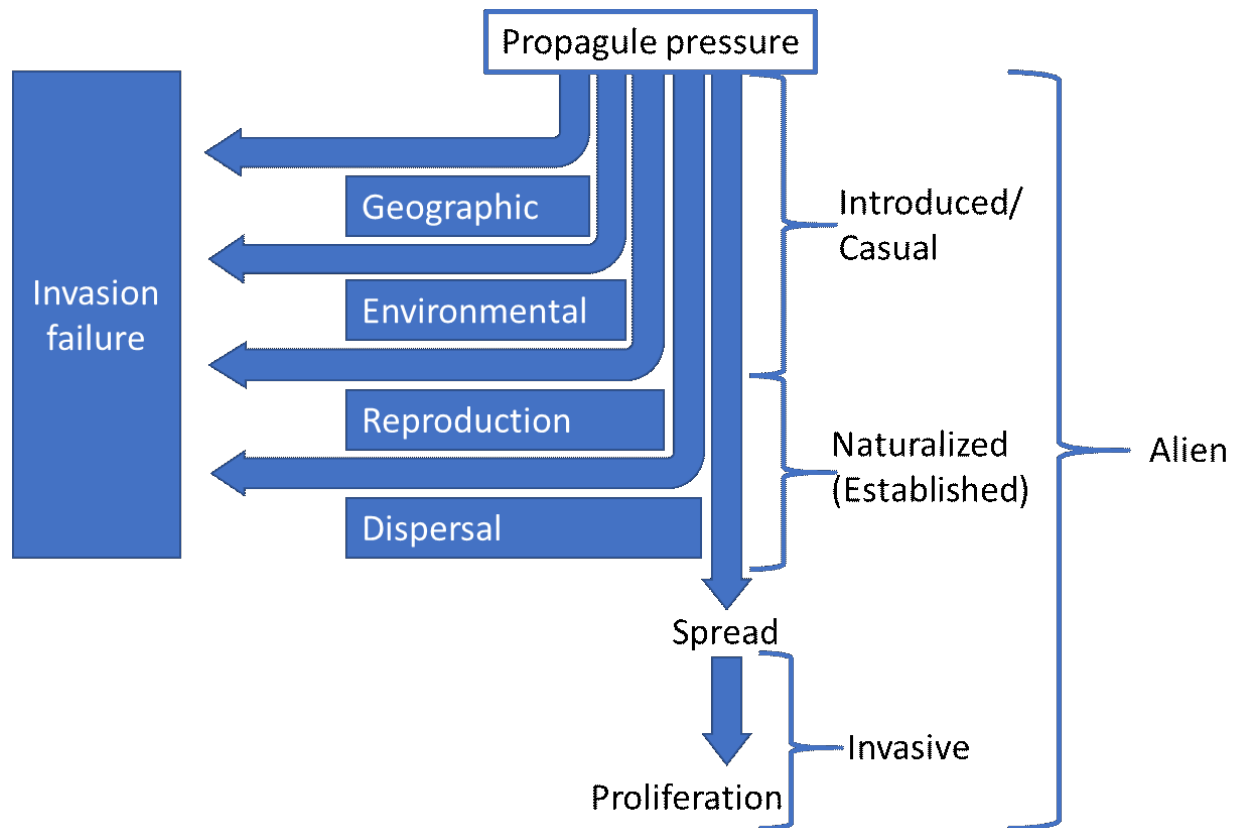 Propagule pressure
Geographic
Environmental
Reproduction
Dispersal
Invasion
failure
Introduced/
Casual
Naturalized
(Established)
Alien
Spread
Invasive
Proliferation